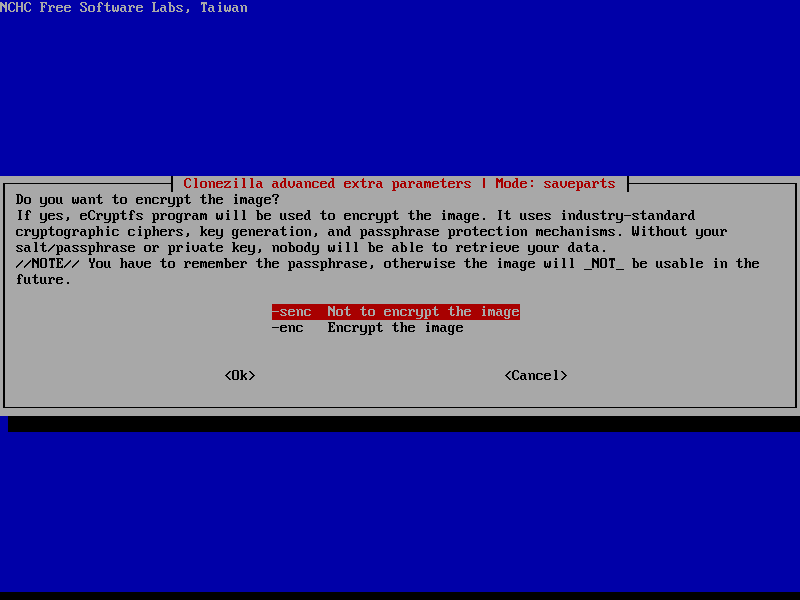 NCHC Free Software Labs, Taiwan
Clonezilla advanced extra parameters | Mode: saveparts
Do you want to encrypt the image?
If yes, eCryptfs program will be used to encrypt the image. It uses industry-standard
cryptographic ciphers, key generation, and passphrase protection mechanisms. Without your
salt/passphrase or private key, nobody will be able to retrieve your data.
//NOTE// You have to remember the passphrase, otherwise the image will _NOT_ be usable in the
future.
-senc  Not to encrypt the image
-enc   Encrypt the image
<Ok> <Cancel>